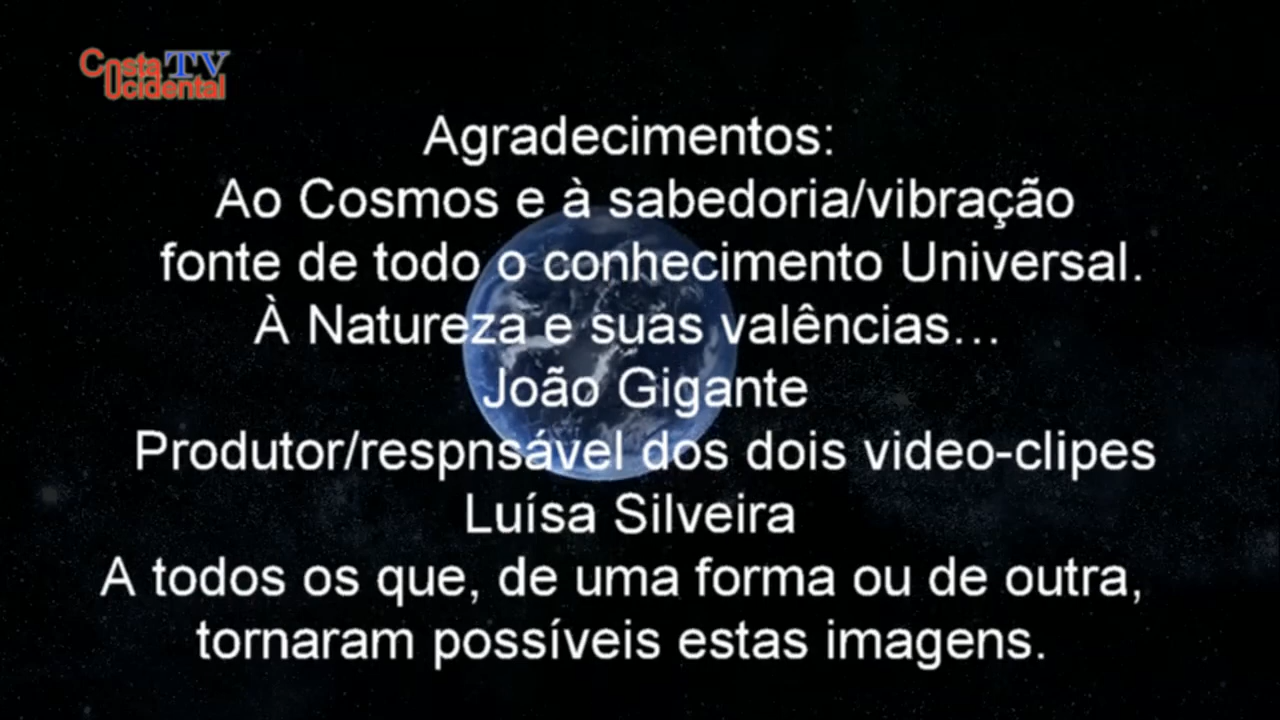 Costa TV
Ocidental
Agradecimentos:
Ao Cosmos e à sabedoria/vibração
fonte de todo o conhecimento Universal.
À Natureza e suas valências...
João Gigante
Produtor/respnsável dos dois video-clipes
Luísa Silveira
A todos os que, de uma forma ou de outra,
tornaram possíveis estas imagens.